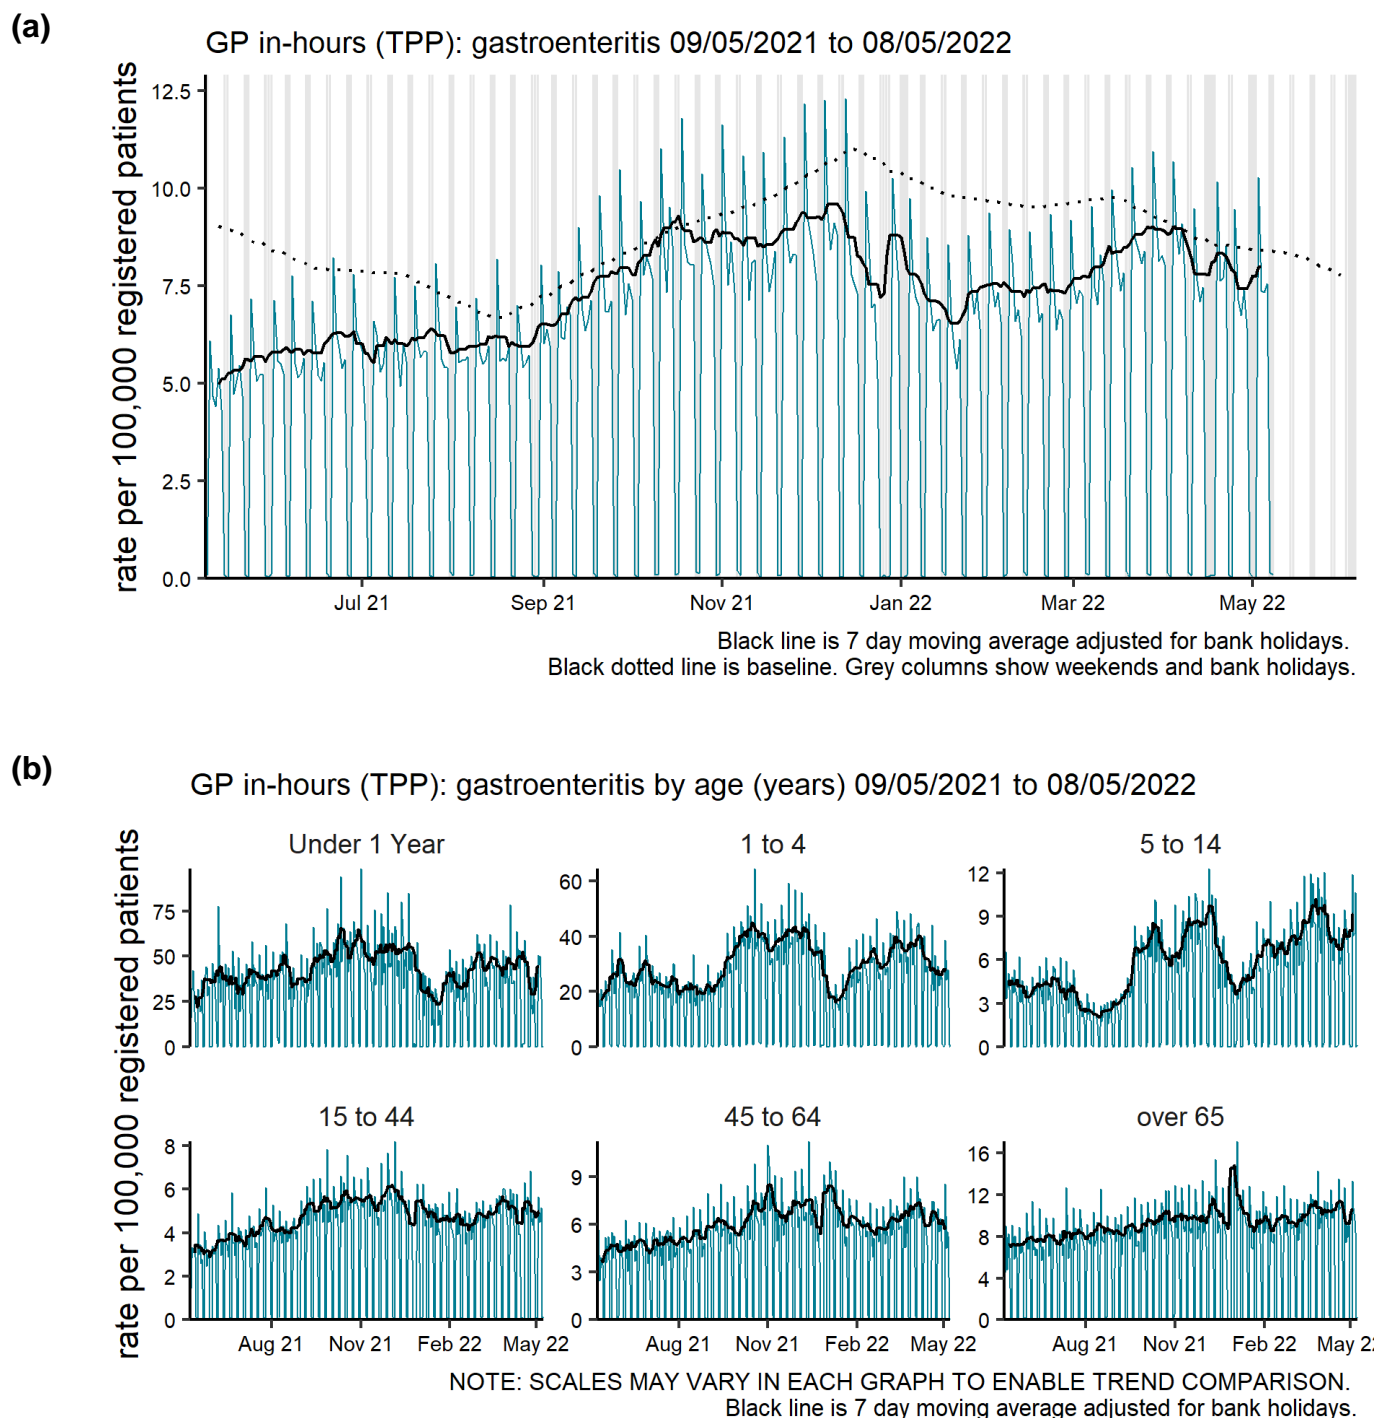 (a)
GP in-hours (TPP): gastroenteritis 09/05/2021 to 08/05/2022
rate per 100,000 registered patients
12.5
10.0
7.5
5.0
2.5
0.0
Jul 21 Sep 21 Nov 21 Jan 22 Mar 22 May 22
Black line is 7 day moving average adjusted for bank holidays.
Black dotted line is baseline. Grey columns show weekends and bank holidays.
(b)
GP in-hours (TPP): gastroenteritis by age (years) 09/05/2021 to 08/05/2022
rate per 100,000 registered patients
Under 1 Year
75
50
25
0
1 to 4
60
40
20
0
5 to 14
12
9
6
3
0
15 to 44
8
6
4
2
0
Aug 21 Nov 21 Feb 22 May 22
45 to 64
9
6
3
0
Aug 21 Nov 21 Feb 22 May 22
over 65
16
12
8
4
0
Aug 21 Nov 21 Feb 22 May 22
NOTE: SCALES MAY VARY IN EACH GRAPH TO ENABLE TREND COMPARISON.
Black line is 7 day moving average adjusted for bank holidays.